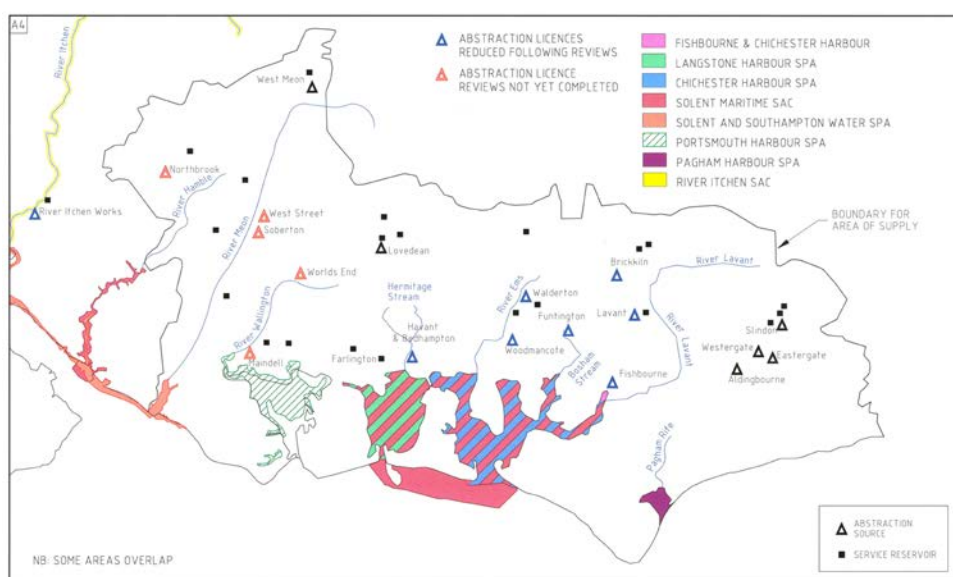 A4
ABSTRACTION LICENCES
REDUCED FOLLOWING REVIEWS
ABSTRACTION LICENCE
REVIEWS NOT YET COMPLETED
FISHBOURNE & CHICHESTER HARBOUR
LANGSTONE HARBOUR SPA
CHICHESTER HARBOUR SPA
SOLENT MARITIME SAC
SOLENT AND SOUTHAMPTON WATER SPA
PORTSMOUTH HARBOUR SPA
PAGHAM HARBOUR SPA
RIVER ITCHEN SAC
River Itchen
West Meon
Northbrook
River Hamble
River Itchen Works
River Meon
West Street
Soberton
Lovedean
BOUNDARY FOR
AREA OF SUPPLY
Worlds End
Hermitage
Stream
River Ems
Walderton
Brickkiln
River Lavant
Funtington
Lavant
River Lavant
Slindon
River Wallington
Havant
& Bedhampton
Woodmancote
Westergate
Eastergate
Maindell
Farlington
Bosham
Stream
Fishbourne
Aldingbourne
Pagham Rife
ABSTRACTION
SOURCE
SERVICE RESERVOIR
NB: SOME AREAS OVERLAP